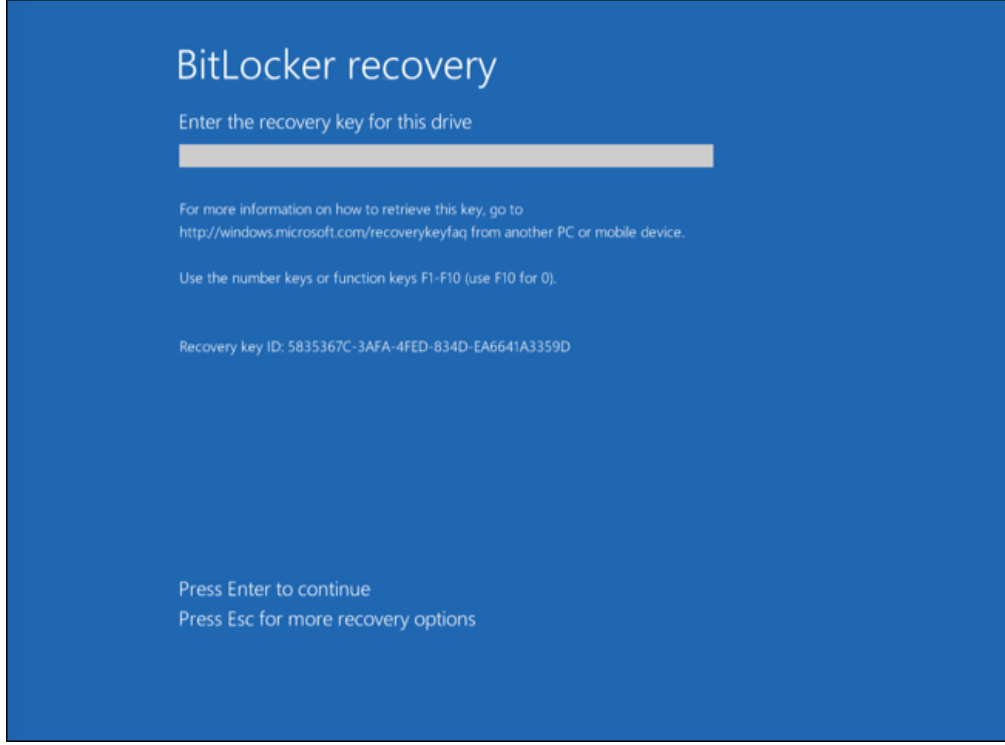 BitLocker recovery
Enter the recovery key for this drive
For more information on how to retrieve this key, go to
http://windows.microsoft.com/recoverykeyfaq from another PC or mobile device.
Use the number keys or function keys F1-F10 (use F10 for 0).
Recovery key ID: 5835367C-3AFA-4FED-834D-EA6641A3359D
Press Enter to continue
Press Esc for more recovery options